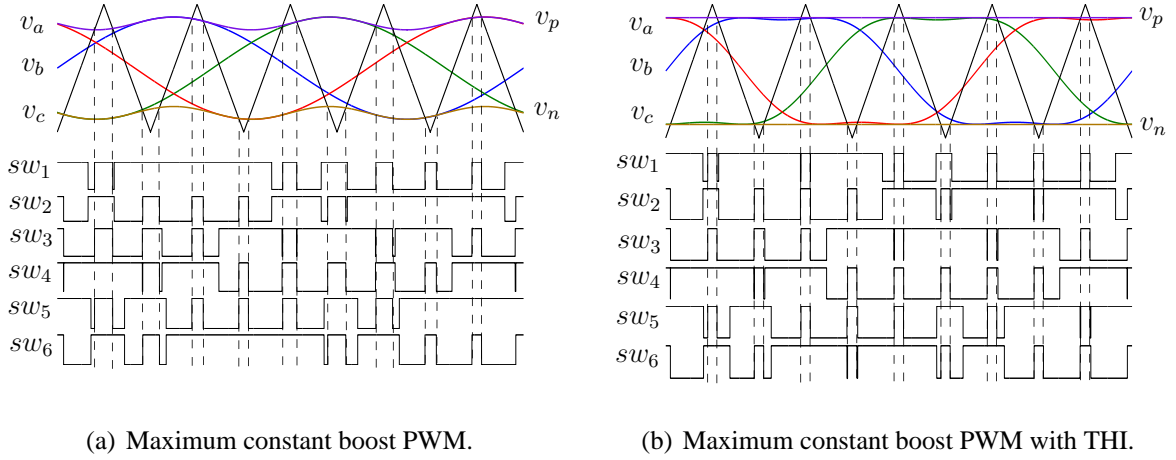 v_a
v_b
v_c
v_p
v_n
sw_1
sw_2
sw_3
sw_4
sw_5
sw_6
(a) Maximum constant boost PWM.
v_a
v_b
v_c
v_p
v_n
sw_1
sw_2
sw_3
sw_4
sw_5
sw_6
(b) Maximum constant boost PWM with THI.